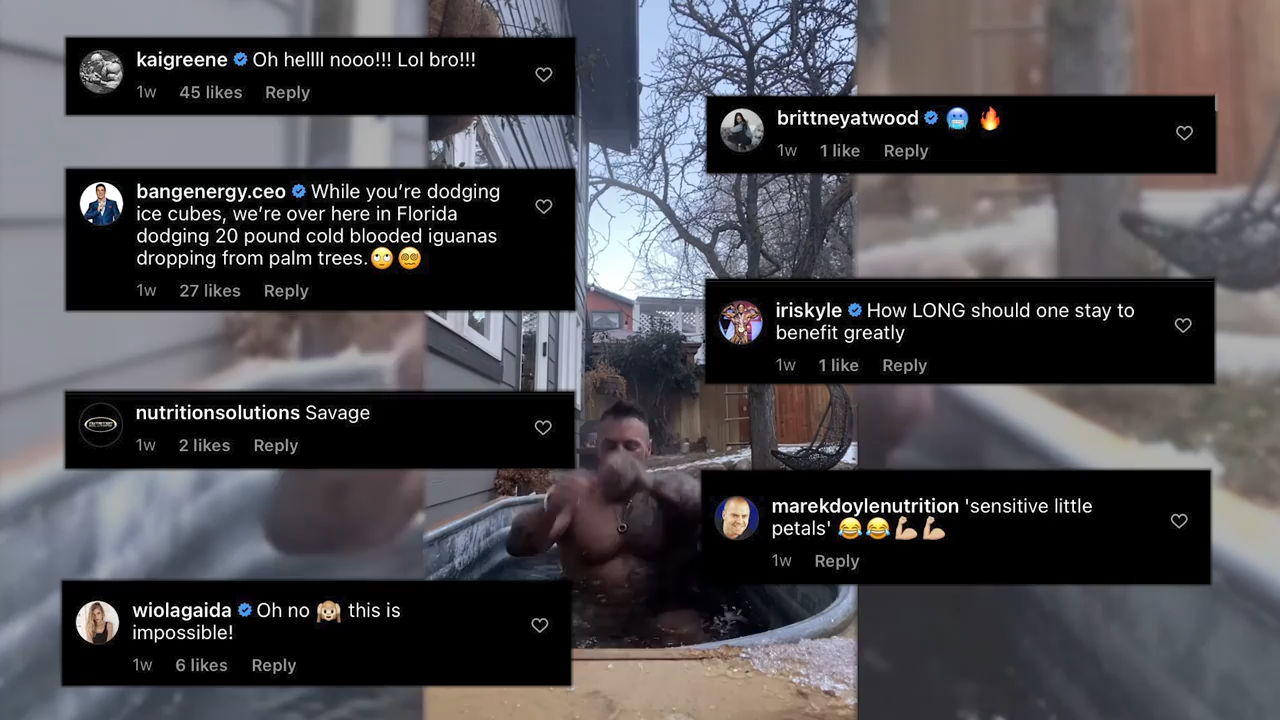 kaigreene Oh hellll nooo!!! Lol bro!!!
1w 45 likes Reply
bangenergy.ceo While you’re dodging
ice cubes, we’re over here in Florida
dodging 20 pound cold blooded iguanas
dropping from palm trees.🙄😵‍💫
1w 27 likes Reply
nutritionsolutions Savage
1w 2 likes Reply
wiolagaida Oh no 🙉 this is
impossible!
1w 6 likes Reply
brittneyatwood 🥶 🔥
1w 1 like Reply
iriskyle How LONG should one stay to
benefit greatly
1w 1 like Reply
marekdoylenutrition 'sensitive little
petals' 😂😂💪🏼💪🏼
1w Reply